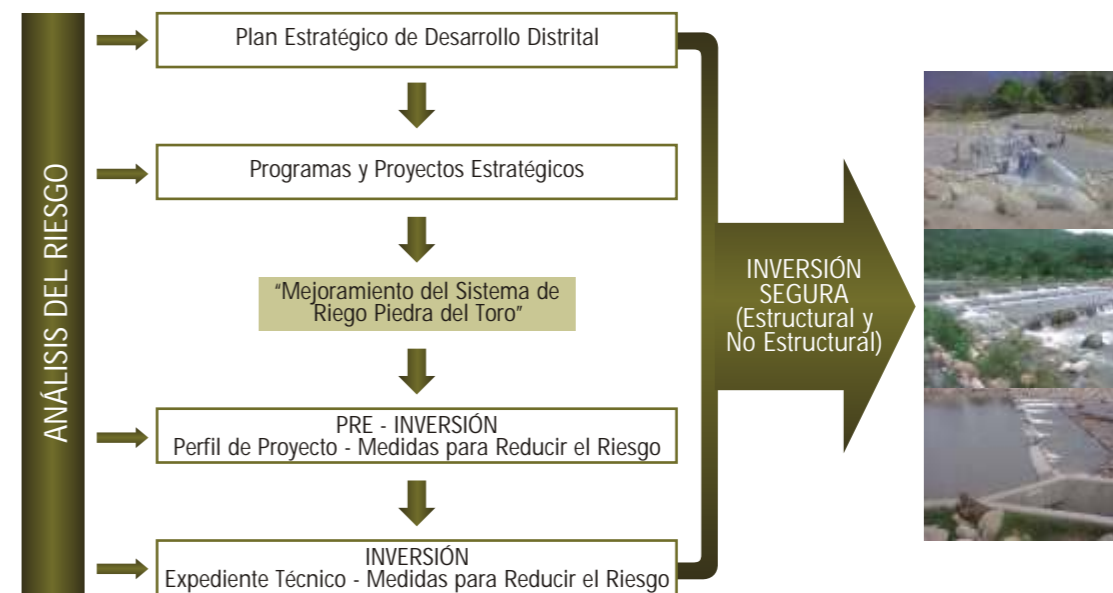 ANÁLISIS DEL RIESGO
Plan Estratégico de Desarrollo Distrital
Programas y Proyectos Estratégicos
“Mejoramiento del Sistema de
Riego Piedra del Toro”
PRE - INVERSIÓN
Perfil de Proyecto - Medidas para Reducir el Riesgo
INVERSIÓN
Expediente Técnico - Medidas para Reducir el Riesgo
INVERSIÓN
SEGURA
(Estructural y
No Estructural)